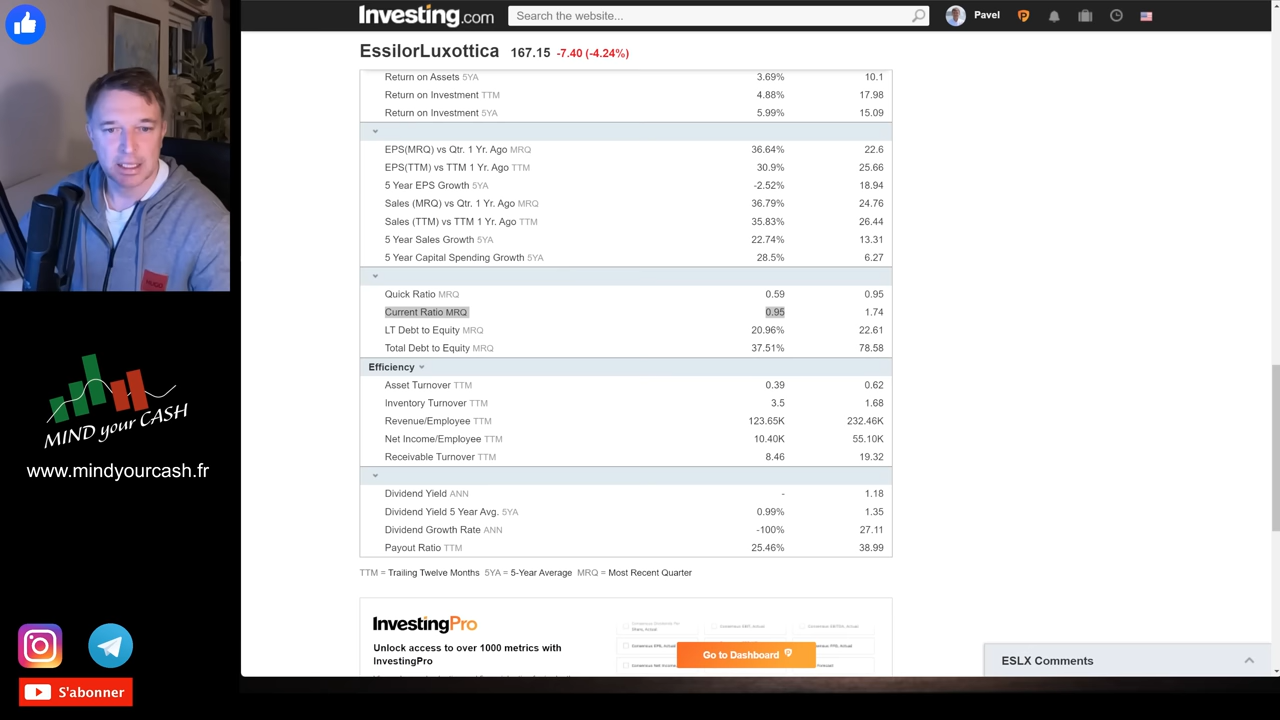 Investing.com
Search the website...
Pavel
EssilorLuxottica 167.15 -7.40 (-4.24%)
Return on Assets 5YA 3.69% 10.1
Return on Investment TTM 4.88% 17.98
Return on Investment 5YA 5.99% 15.09
EPS(MRQ) vs Qtr. 1 Yr. Ago MRQ 36.64% 22.6
EPS(TTM) vs TTM 1 Yr. Ago TTM 30.9% 25.66
5 Year EPS Growth 5YA -2.52% 18.94
Sales (MRQ) vs Qtr. 1 Yr. Ago MRQ 36.79% 24.76
Sales (TTM) vs TTM 1 Yr. Ago TTM 35.83% 26.44
5 Year Sales Growth 5YA 22.74% 13.31
5 Year Capital Spending Growth 5YA 28.5% 6.27
Quick Ratio MRQ 0.59 0.95
Current Ratio MRQ 0.95 1.74
LT Debt to Equity MRQ 20.96% 22.61
Total Debt to Equity MRQ 37.51% 78.58
Efficiency
Asset Turnover TTM 0.39 0.62
Inventory Turnover TTM 3.5 1.68
Revenue/Employee TTM 123.65K 232.46K
Net Income/Employee TTM 10.40K 55.10K
Receivable Turnover TTM 8.46 19.32
Dividend Yield ANN - 1.18
Dividend Yield 5 Year Avg. 5YA 0.99% 1.35
Dividend Growth Rate ANN -100% 27.11
Payout Ratio TTM 25.46% 38.99
TTM = Trailing Twelve Months 5YA = 5-Year Average MRQ = Most Recent Quarter
InvestingPro
Unlock access to over 1000 metrics with
InvestingPro
Go to Dashboard
ESLX Comments
MIND your CASH
www.mindyourcash.fr
S'abonner